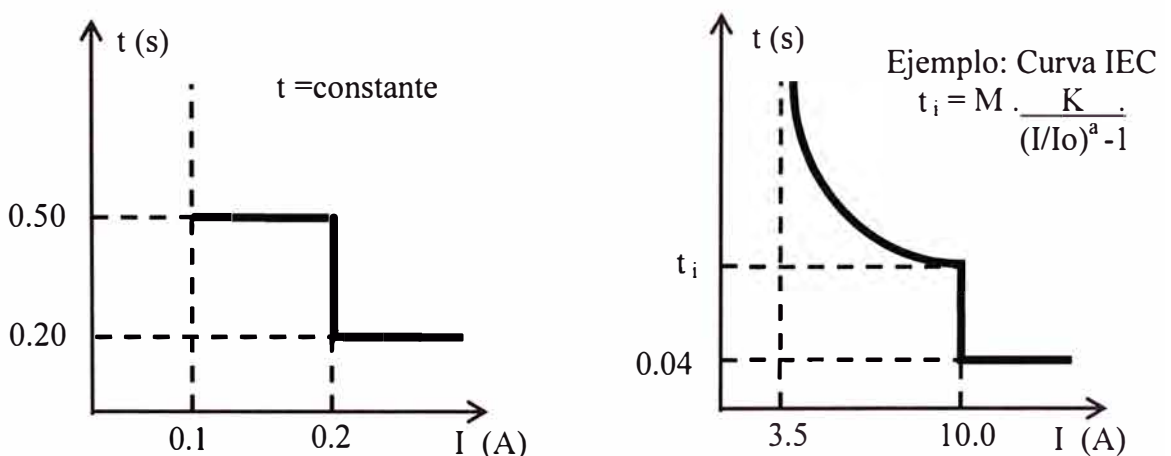 t (s)
t =constante
0.50
0.20
0.1
0.2
I (A)
t (s)
Ejemplo: Curva IEC
t i = M . K .
(I/Io)ª -1
t i
0.04
3.5
10.0
I (A)